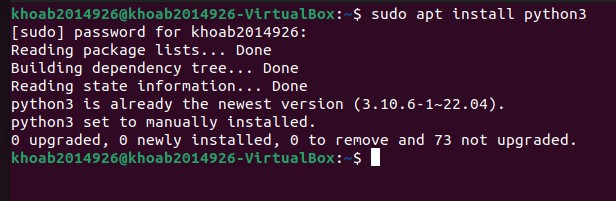 khoab2014926@khoab2014926-VirtualBox:~$ sudo apt install python3
[sudo] password for khoab2014926:
Reading package lists... Done
Building dependency tree... Done
Reading state information... Done
python3 is already the newest version (3.10.6-1~22.04).
python3 set to manually installed.
0 upgraded, 0 newly installed, 0 to remove and 73 not upgraded.
khoab2014926@khoab2014926-VirtualBox:~$